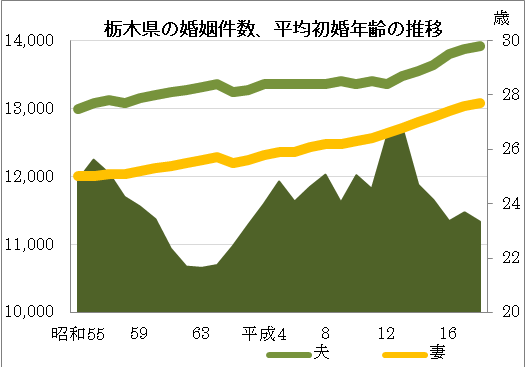 栃木県の婚姻件数、平均初婚年齢の推移
歳
14,000 30
13,000 28
12,000 26
11,000 24
22
10,000 20
昭和55 59 63 平成4 8 12 16
夫 妻